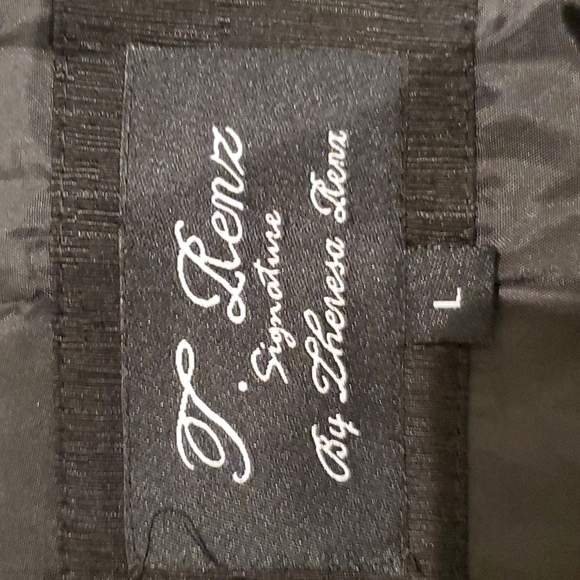 T. Renz
Signature
By Theresa Renz
L